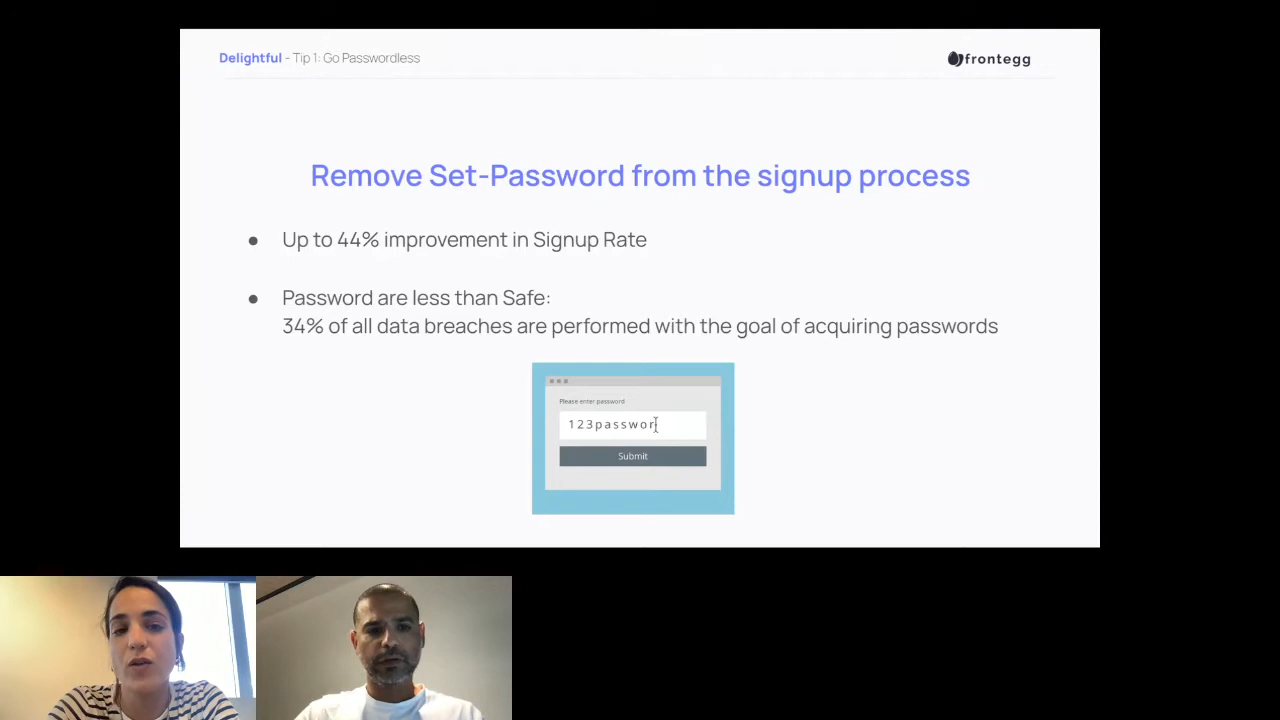 Delightful - Tip 1: Go Passwordless
frontegg
Remove Set-Password from the signup process
● Up to 44% improvement in Signup Rate
● Password are less than Safe:
34% of all data breaches are performed with the goal of acquiring passwords
Please enter password
123passwor
Submit